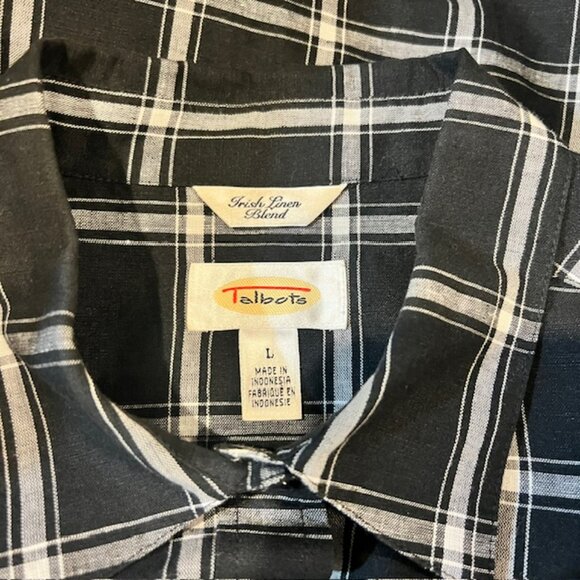 Irish Linen
Blend
Talbots
L
MADE IN
INDONESIA
FABRIQUÉ EN
INDONÉSIE